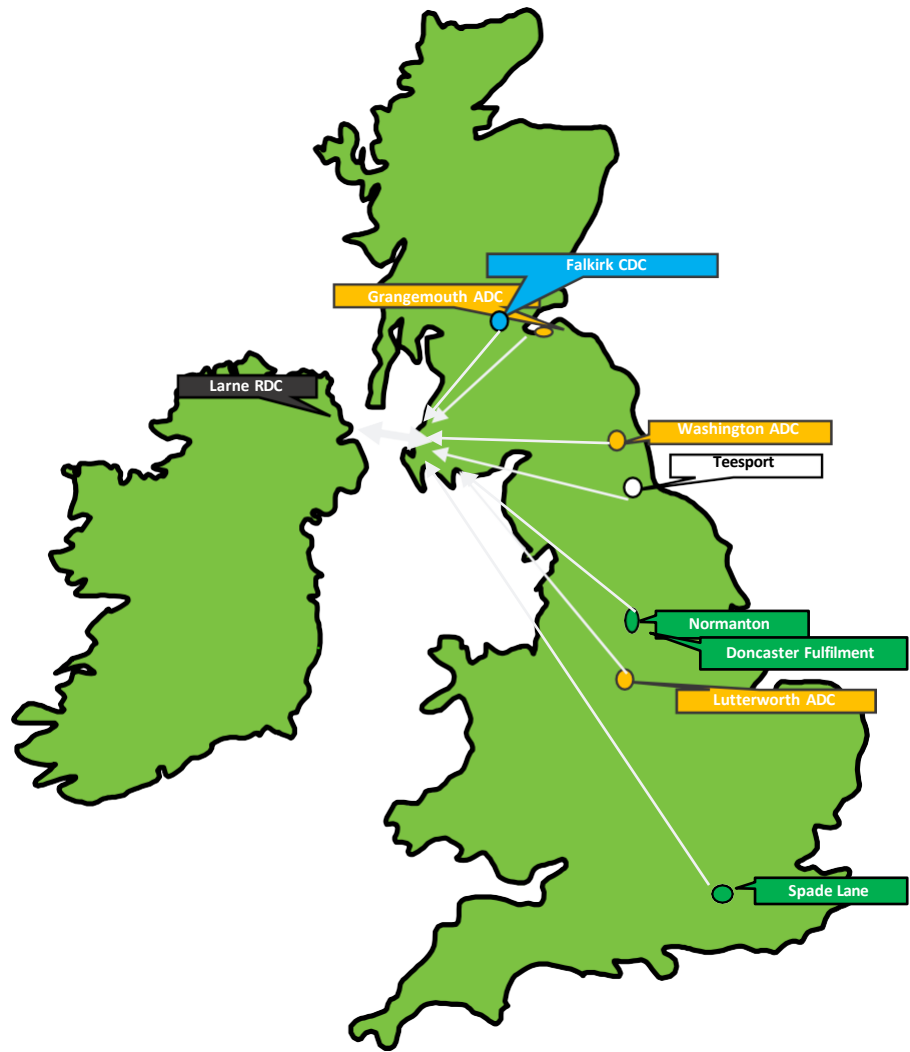 Falkirk CDC
Grangemouth ADC
Larne RDC
Washington ADC
Teesport
Normanton
Doncaster Fulfilment
Lutterworth ADC
Spade Lane